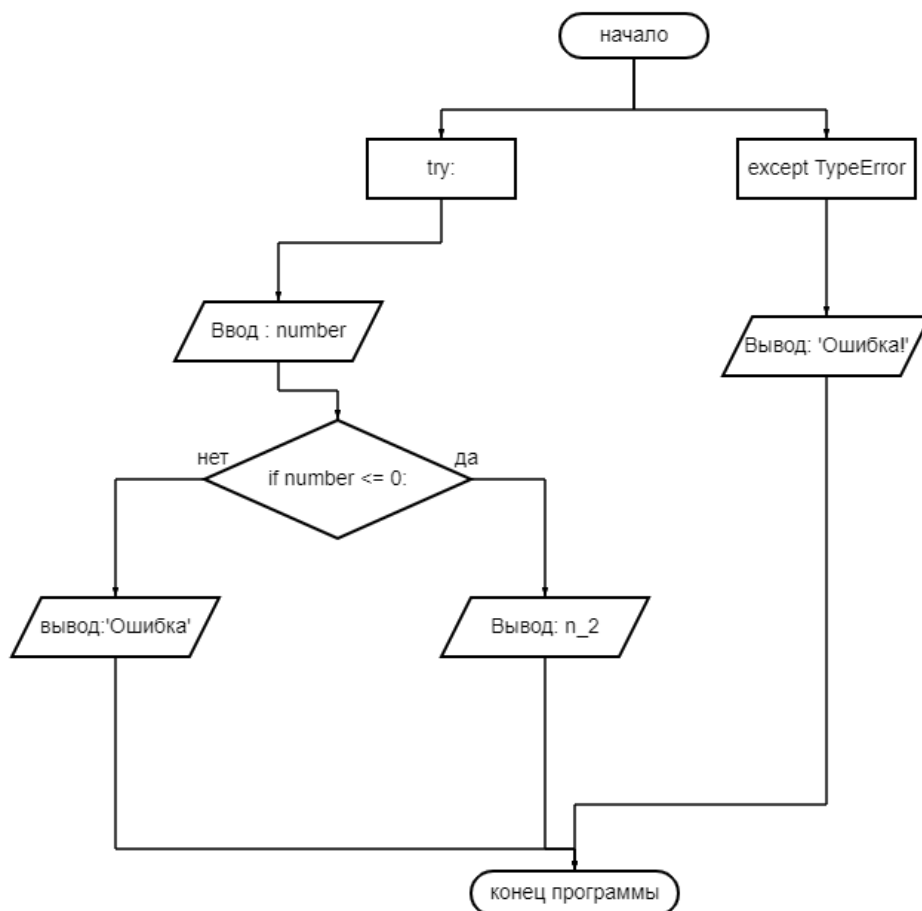 начало
try:
except TypeError
Ввод : number
Вывод: 'Ошибка!'
нет
да
if number <= 0:
вывод:'Ошибка'
Вывод: n_2
конец программы